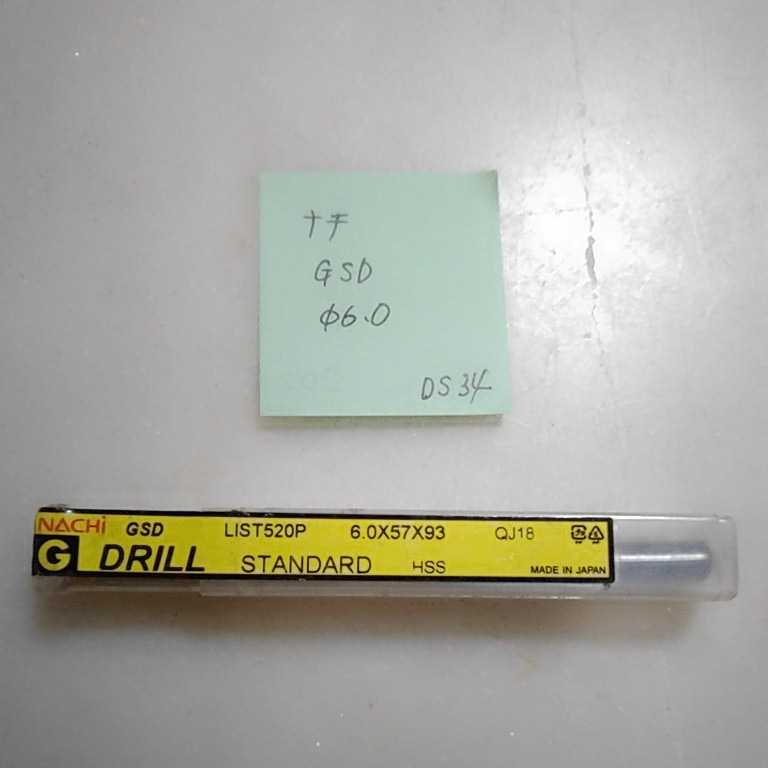 ナチ
GSD
φ6.0
DS34
NACHi GSD LIST520P 6.0X57X93 QJ18
G DRILL STANDARD HSS MADE IN JAPAN